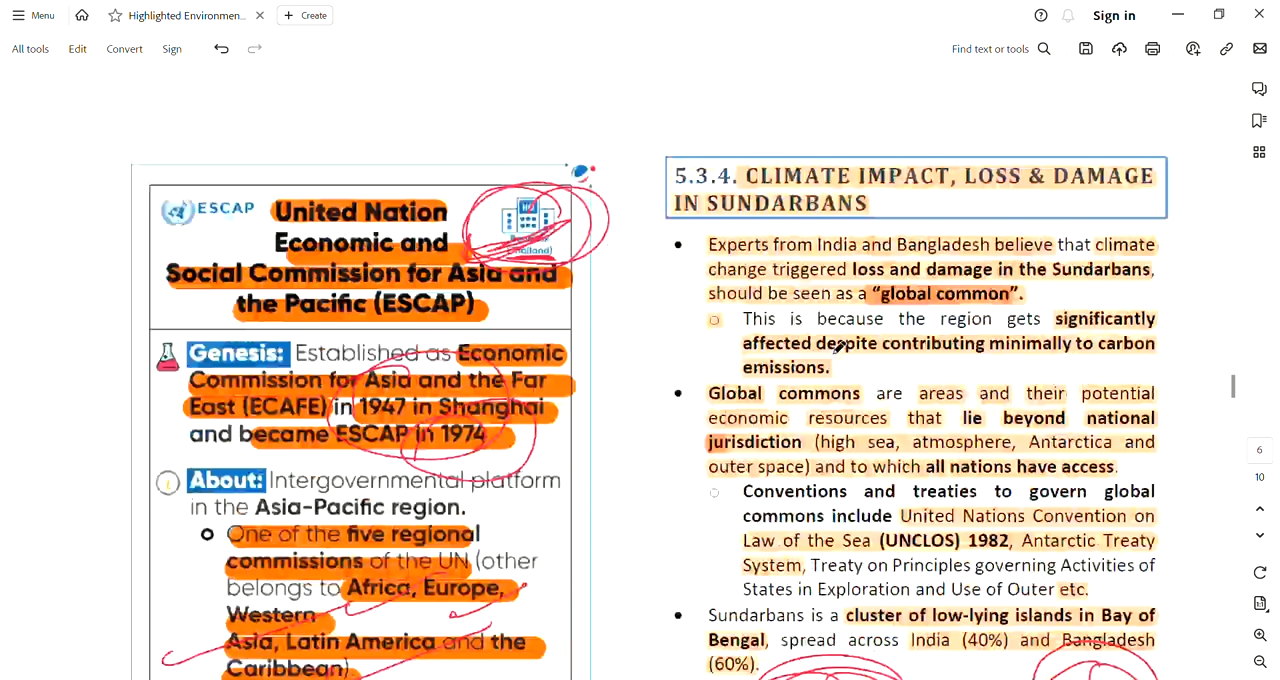 Menu
Highlighted Environmen...
Create
Sign in
All tools
Edit
Convert
Sign
Find text or tools
ESCAP
United Nation
Economic and
Social Commission for Asia and
the Pacific (ESCAP)
HQ
(Thailand)
Genesis: Established as Economic
Commission for Asia and the Far
East (ECAFE) in 1947 in Shanghai
and became ESCAP in 1974
About: Intergovernmental platform
in the Asia-Pacific region.
One of the five regional
commissions of the UN (other
belongs to Africa, Europe,
Western
Asia, Latin America and the
Caribbean)
5.3.4. CLIMATE IMPACT, LOSS & DAMAGE
IN SUNDARBANS
Experts from India and Bangladesh believe that climate
change triggered loss and damage in the Sundarbans,
should be seen as a “global common”.
This is because the region gets significantly
affected despite contributing minimally to carbon
emissions.
Global commons are areas and their potential
economic resources that lie beyond national
jurisdiction (high sea, atmosphere, Antarctica and
outer space) and to which all nations have access.
Conventions and treaties to govern global
commons include United Nations Convention on
Law of the Sea (UNCLOS) 1982, Antarctic Treaty
System, Treaty on Principles governing Activities of
States in Exploration and Use of Outer etc.
Sundarbans is a cluster of low-lying islands in Bay of
Bengal, spread across India (40%) and Bangladesh
(60%).
6
10